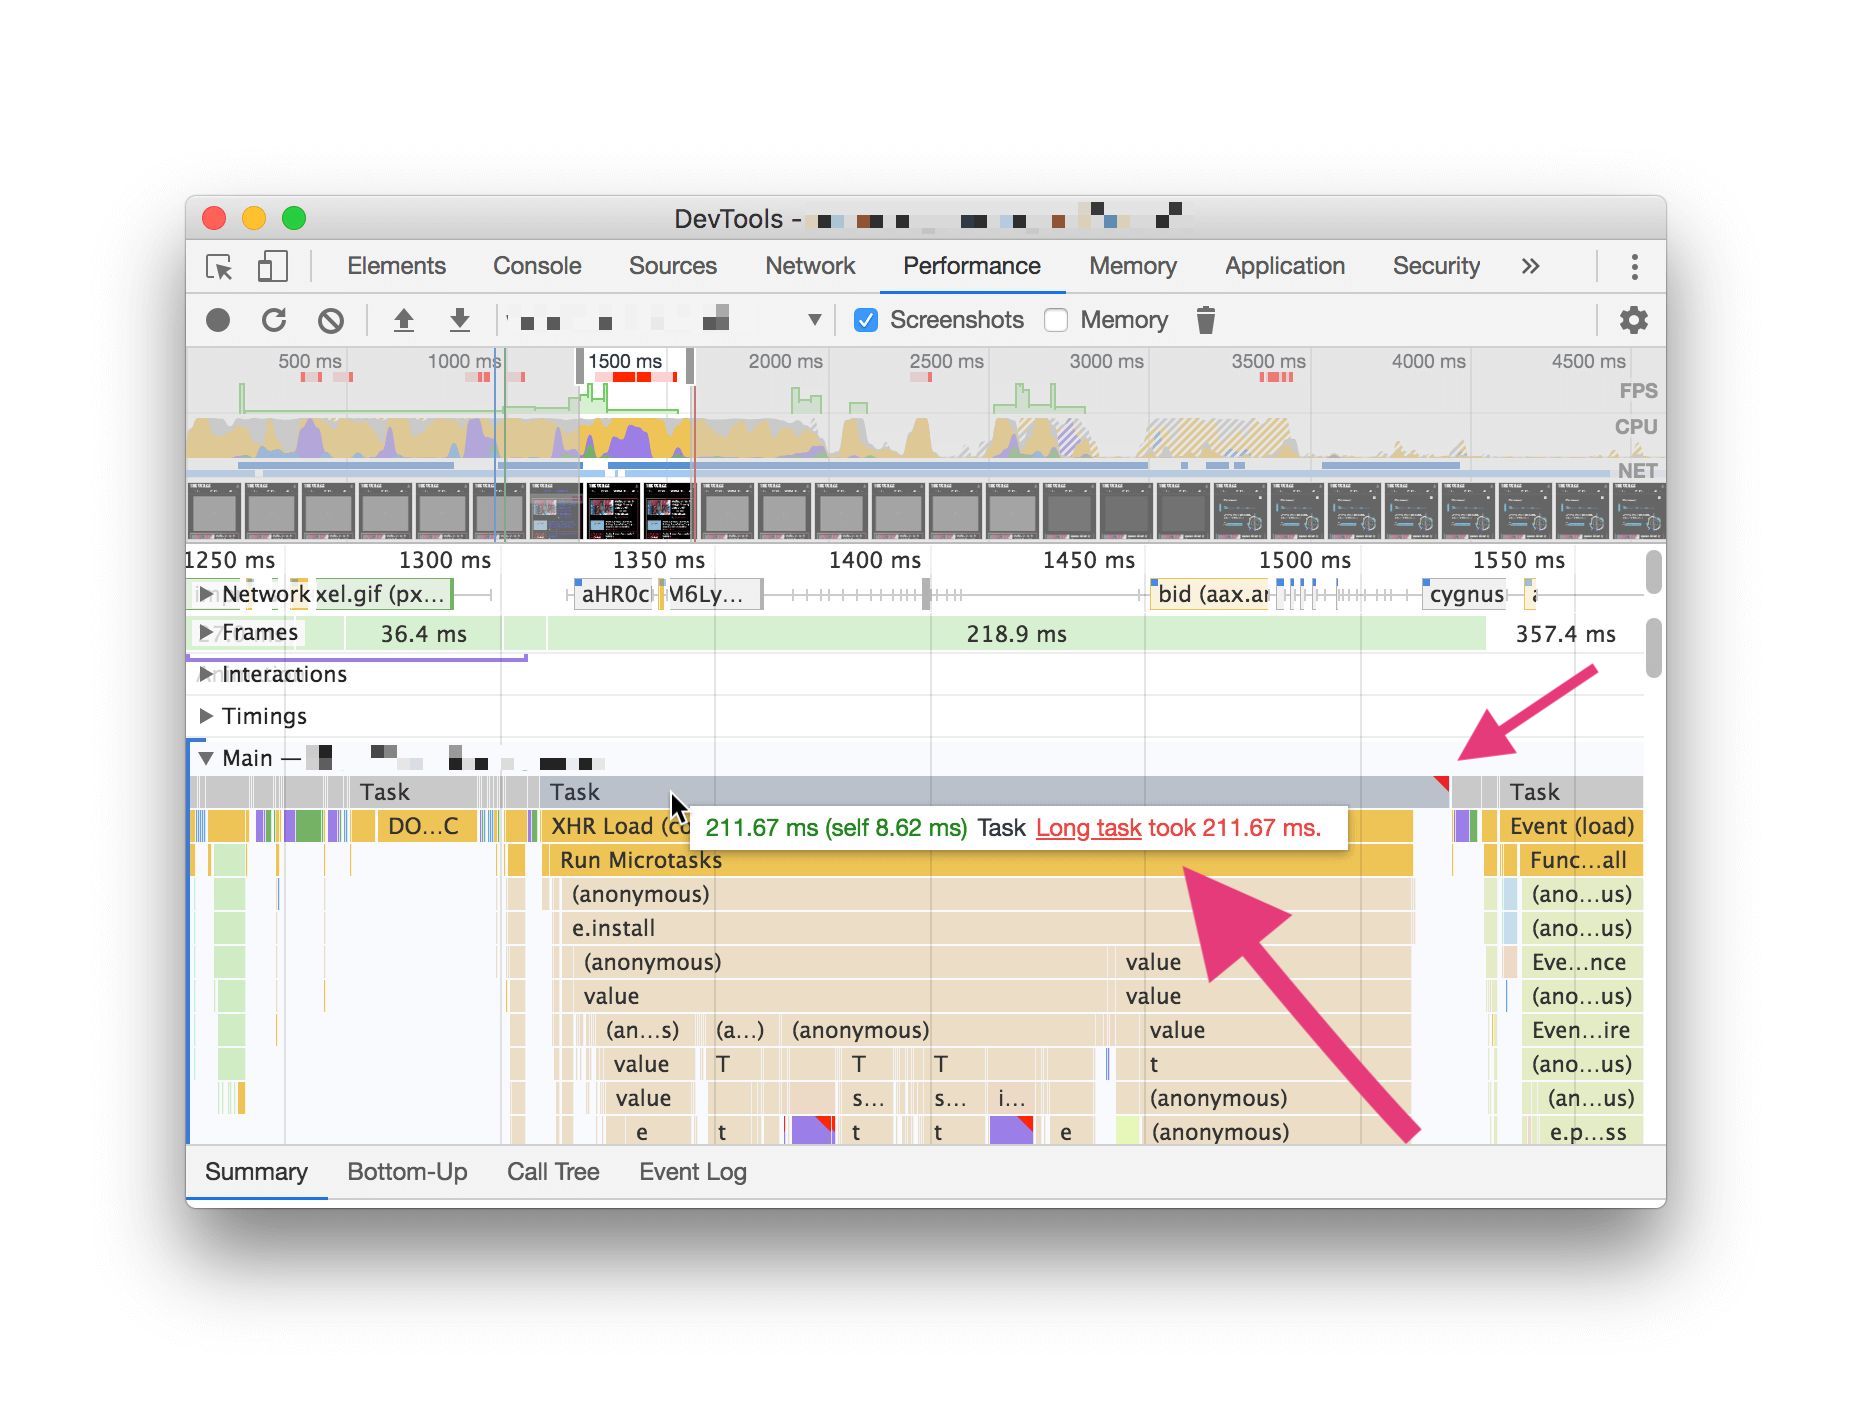 DevTools -
Elements Console Sources Network Performance Memory Application Security »
Screenshots Memory
500 ms 1000 ms 1500 ms 2000 ms 2500 ms 3000 ms 3500 ms 4000 ms 4500 ms
FPS
CPU
NET
1250 ms 1300 ms 1350 ms 1400 ms 1450 ms 1500 ms 1550 ms
Network xel.gif (px... aHR0c M6Ly... bid (aax.a cygnus
Frames 36.4 ms 218.9 ms 357.4 ms
Interactions
Timings
Main —
Task Task Task
DO...C XHR Load (co 211.67 ms (self 8.62 ms) Task Long task took 211.67 ms. Event (load)
Run Microtasks Func...all
(anonymous) (ano...us)
e.install (ano...us)
(anonymous) value Eve...nce
value value (ano...us)
(an...s) (a...) (anonymous) value Even...ire
value T T T t (ano...us)
value s... s... i... (anonymous) (an...us)
e t t t e (anonymous) e.p...ss
Summary Bottom-Up Call Tree Event Log